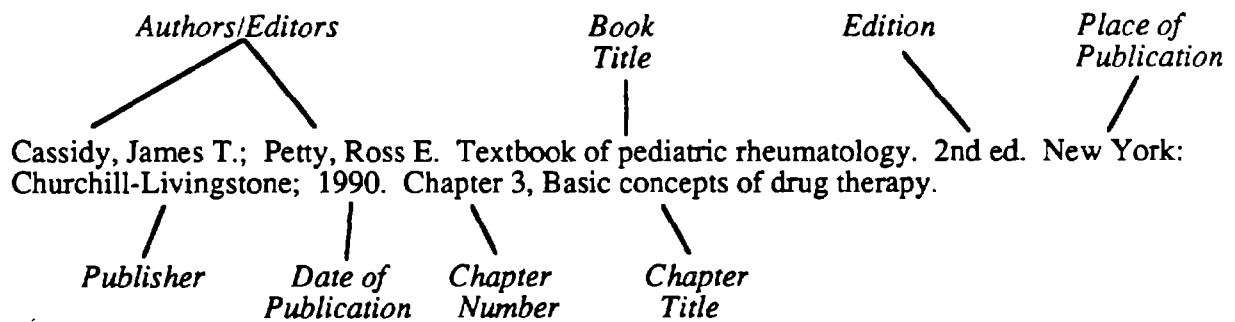 Authors/Editors Book Edition Place of
Title Publication
Cassidy, James T.; Petty, Ross E. Textbook of pediatric rheumatology. 2nd ed. New York:
Churchill-Livingstone; 1990. Chapter 3, Basic concepts of drug therapy.
Publisher Date of Chapter Chapter
Publication Number Title